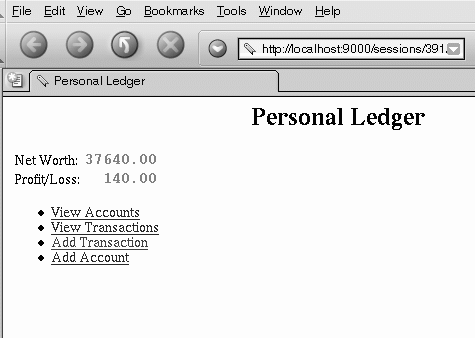 File Edit View Go Bookmarks Tools Window Help
http://localhost:9000/sessions/391
Personal Ledger
Personal Ledger
Net Worth: 37640.00
Profit/Loss: 140.00
View Accounts
View Transactions
Add Transaction
Add Account